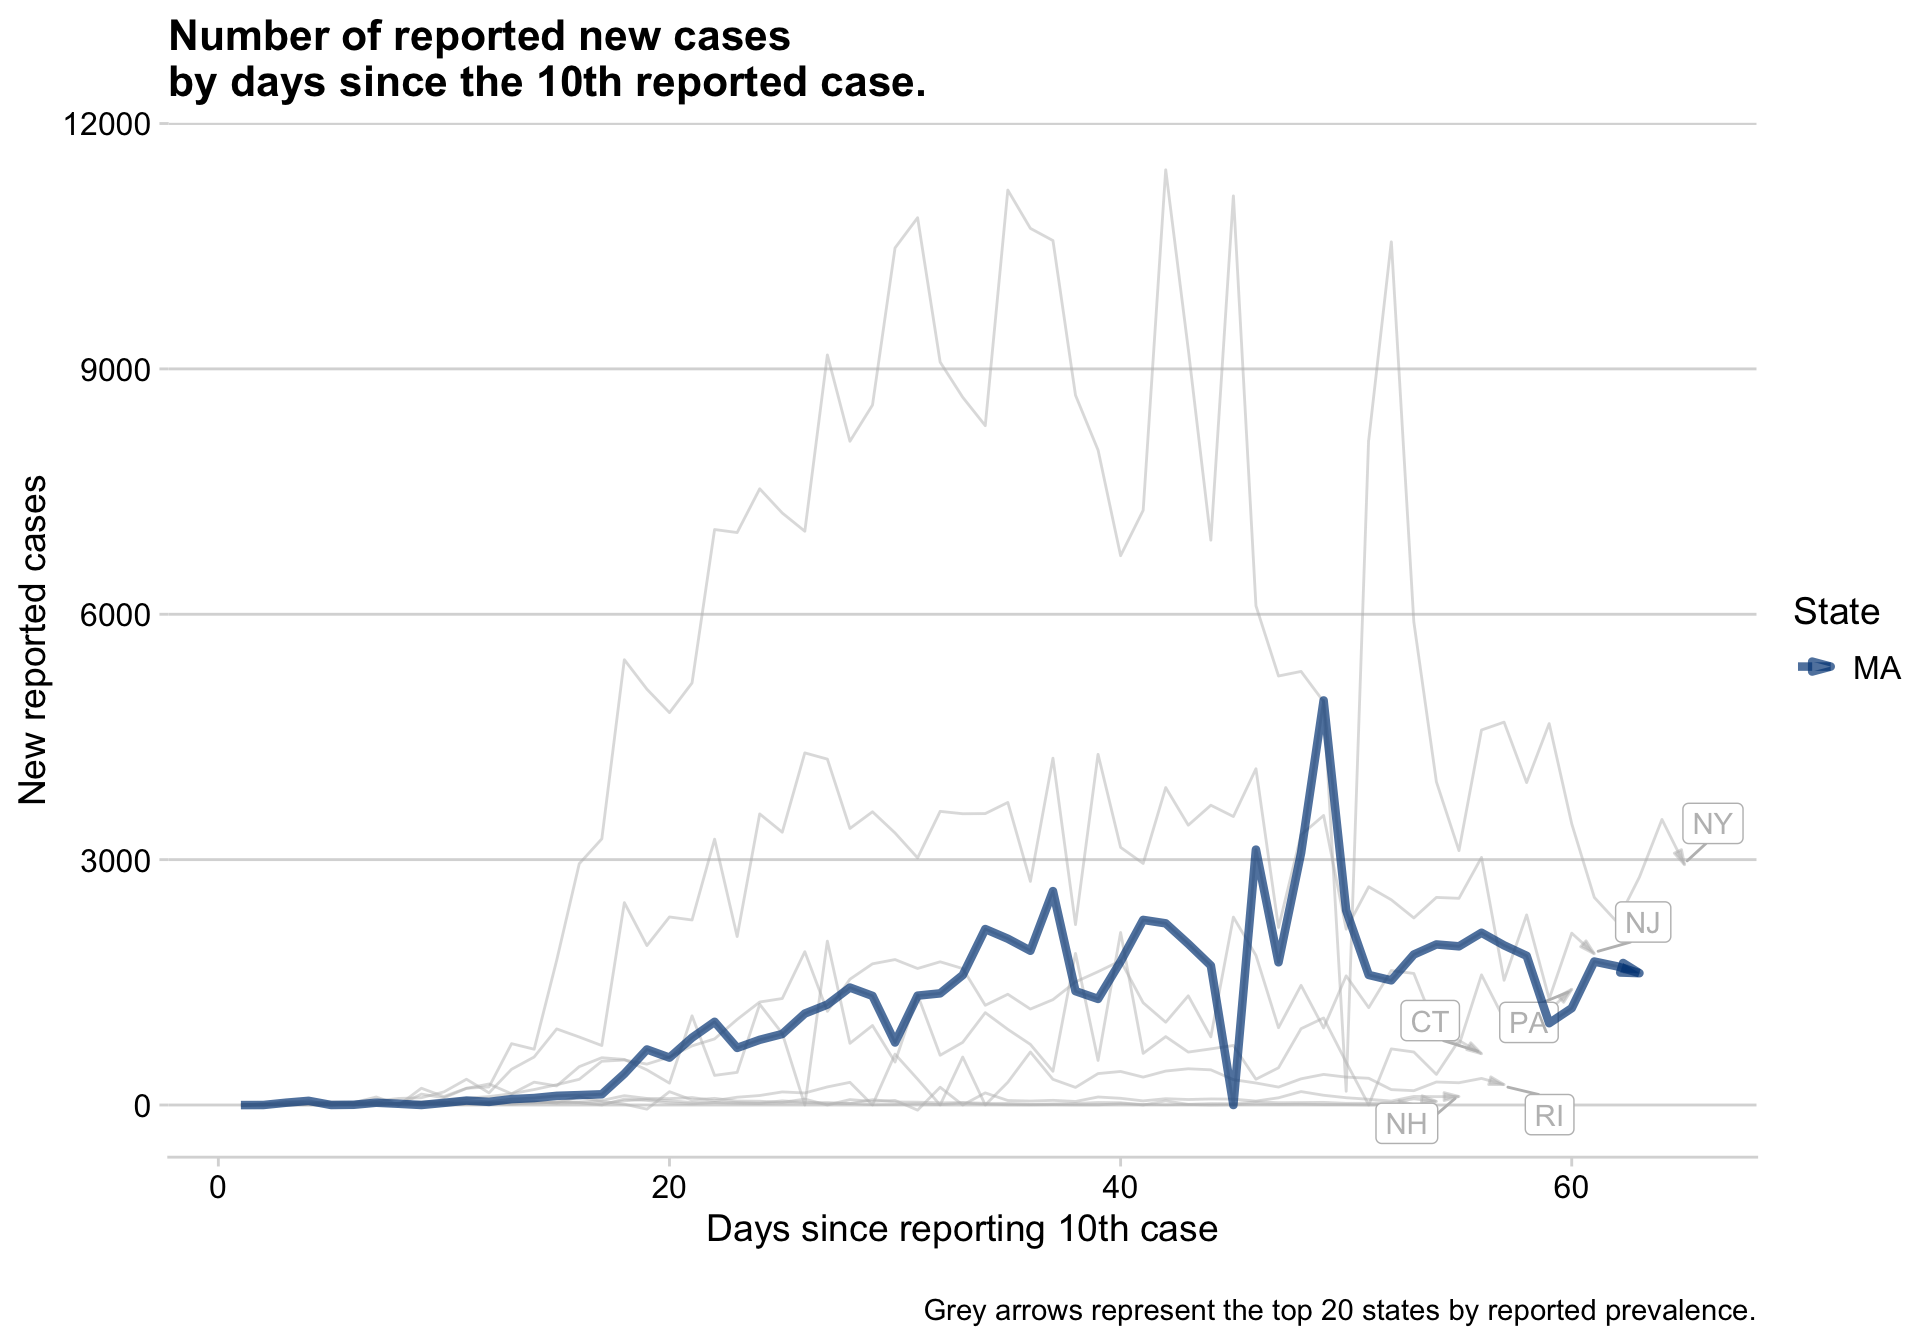 Number of reported new cases
by days since the 10th reported case.
12000
9000
6000
3000
0
New reported cases
NY
NJ
CT
PA
NH
RI
State
MA
0
20
40
60
Days since reporting 10th case
Grey arrows represent the top 20 states by reported prevalence.